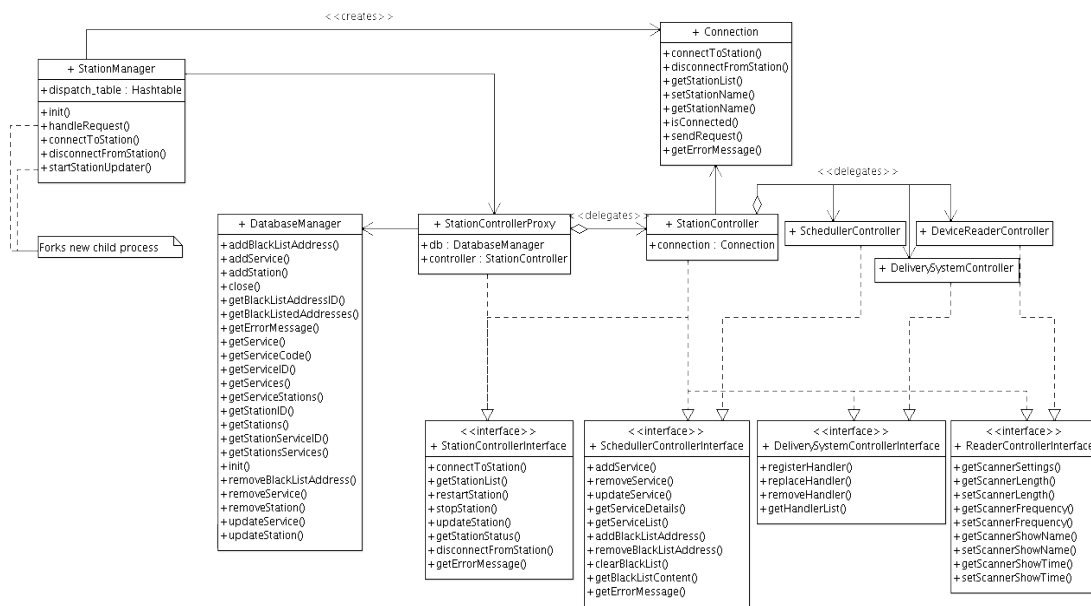 <<creates>>
+ Connection
+connectToStation()
+disconnectFromStation()
+getStationList()
+setStationName()
+getStationName()
+isConnected()
+sendRequest()
+getErrorMessage()
+ StationManager
+dispatch_table : Hashtable
+init()
+handleRequest()
+connectToStation()
+disconnectFromStation()
+startStationUpdater()
Forks new child process
+ DatabaseManager
+addBlackListAddress()
+addService()
+addStation()
+close()
+getBlackListAddressID()
+getBlackListedAddresses()
+getErrorMessage()
+getService()
+getServiceCode()
+getServiceID()
+getServices()
+getServiceStations()
+getStationID()
+getStations()
+getStationServiceID()
+getStationsServices()
+init()
+removeBlackListAddress()
+removeService()
+removeStation()
+updateService()
+updateStation()
+ StationControllerProxy
+db : DatabaseManager
+controller : StationController
<<delegates>>
+ StationController
+connection : Connection
<<delegates>>
+ SchedullerController
+ DeviceReaderController
+ DeliverySystemController
<<interface>>
+ StationControllerInterface
+connectToStation()
+getStationList()
+restartStation()
+stopStation()
+updateStation()
+getStationStatus()
+disconnectFromStation()
+getErrorMessage()
<<interface>>
+ SchedullerControllerInterface
+addService()
+removeService()
+updateService()
+getServiceDetails()
+getServiceList()
+addBlackListAddress()
+removeBlackListAddress()
+clearBlackList()
+getBlackListContent()
+getErrorMessage()
<<interface>>
+ DeliverySystemControllerInterface
+registerHandler()
+replaceHandler()
+removeHandler()
+getHandlerList()
<<interface>>
+ ReaderControllerInterface
+getScannerSettings()
+getScannerLength()
+setScannerLength()
+getScannerFrequency()
+setScannerFrequency()
+getScannerShowName()
+setScannerShowName()
+getScannerShowTime()
+setScannerShowTime()